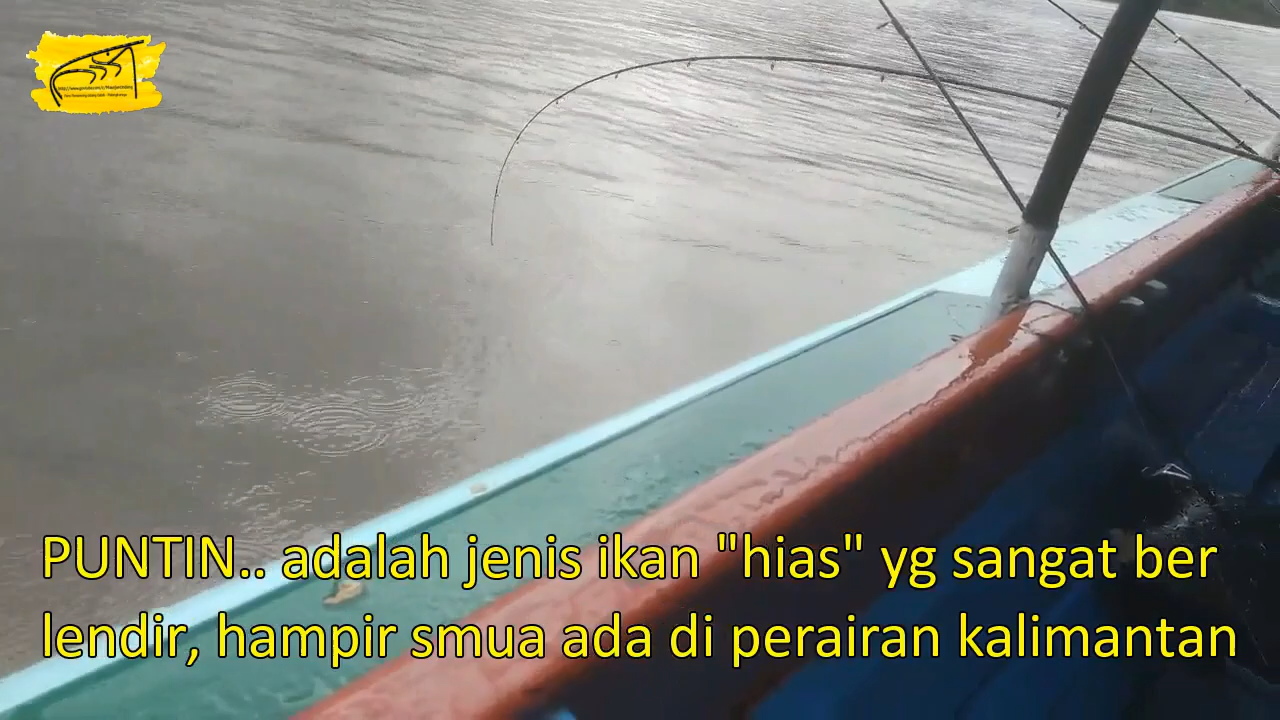 PUNTIN.. adalah jenis ikan "hias" yg sangat ber
lendir, hampir smua ada di perairan kalimantan